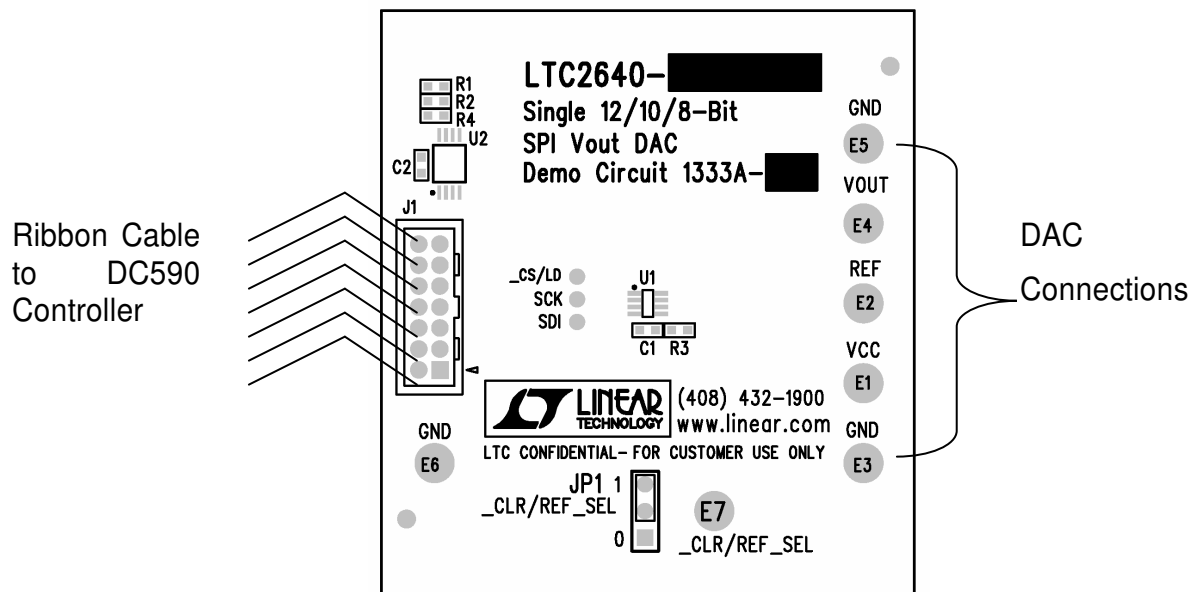 LTC2640-
Single 12/10/8-Bit
SPI Vout DAC
Demo Circuit 1333A-
R1
R2
R4
U2
C2
J1
GND
E5
VOUT
E4
REF
E2
VCC
E1
GND
E3
Ribbon Cable
to DC590
Controller
DAC
Connections
_CS/LD
SCK
SDI
U1
C1 R3
LINEAR
TECHNOLOGY
(408) 432-1900
www.linear.com
LTC CONFIDENTIAL- FOR CUSTOMER USE ONLY
GND
E6
JP1 1
_CLR/REF_SEL
0
E7
_CLR/REF_SEL